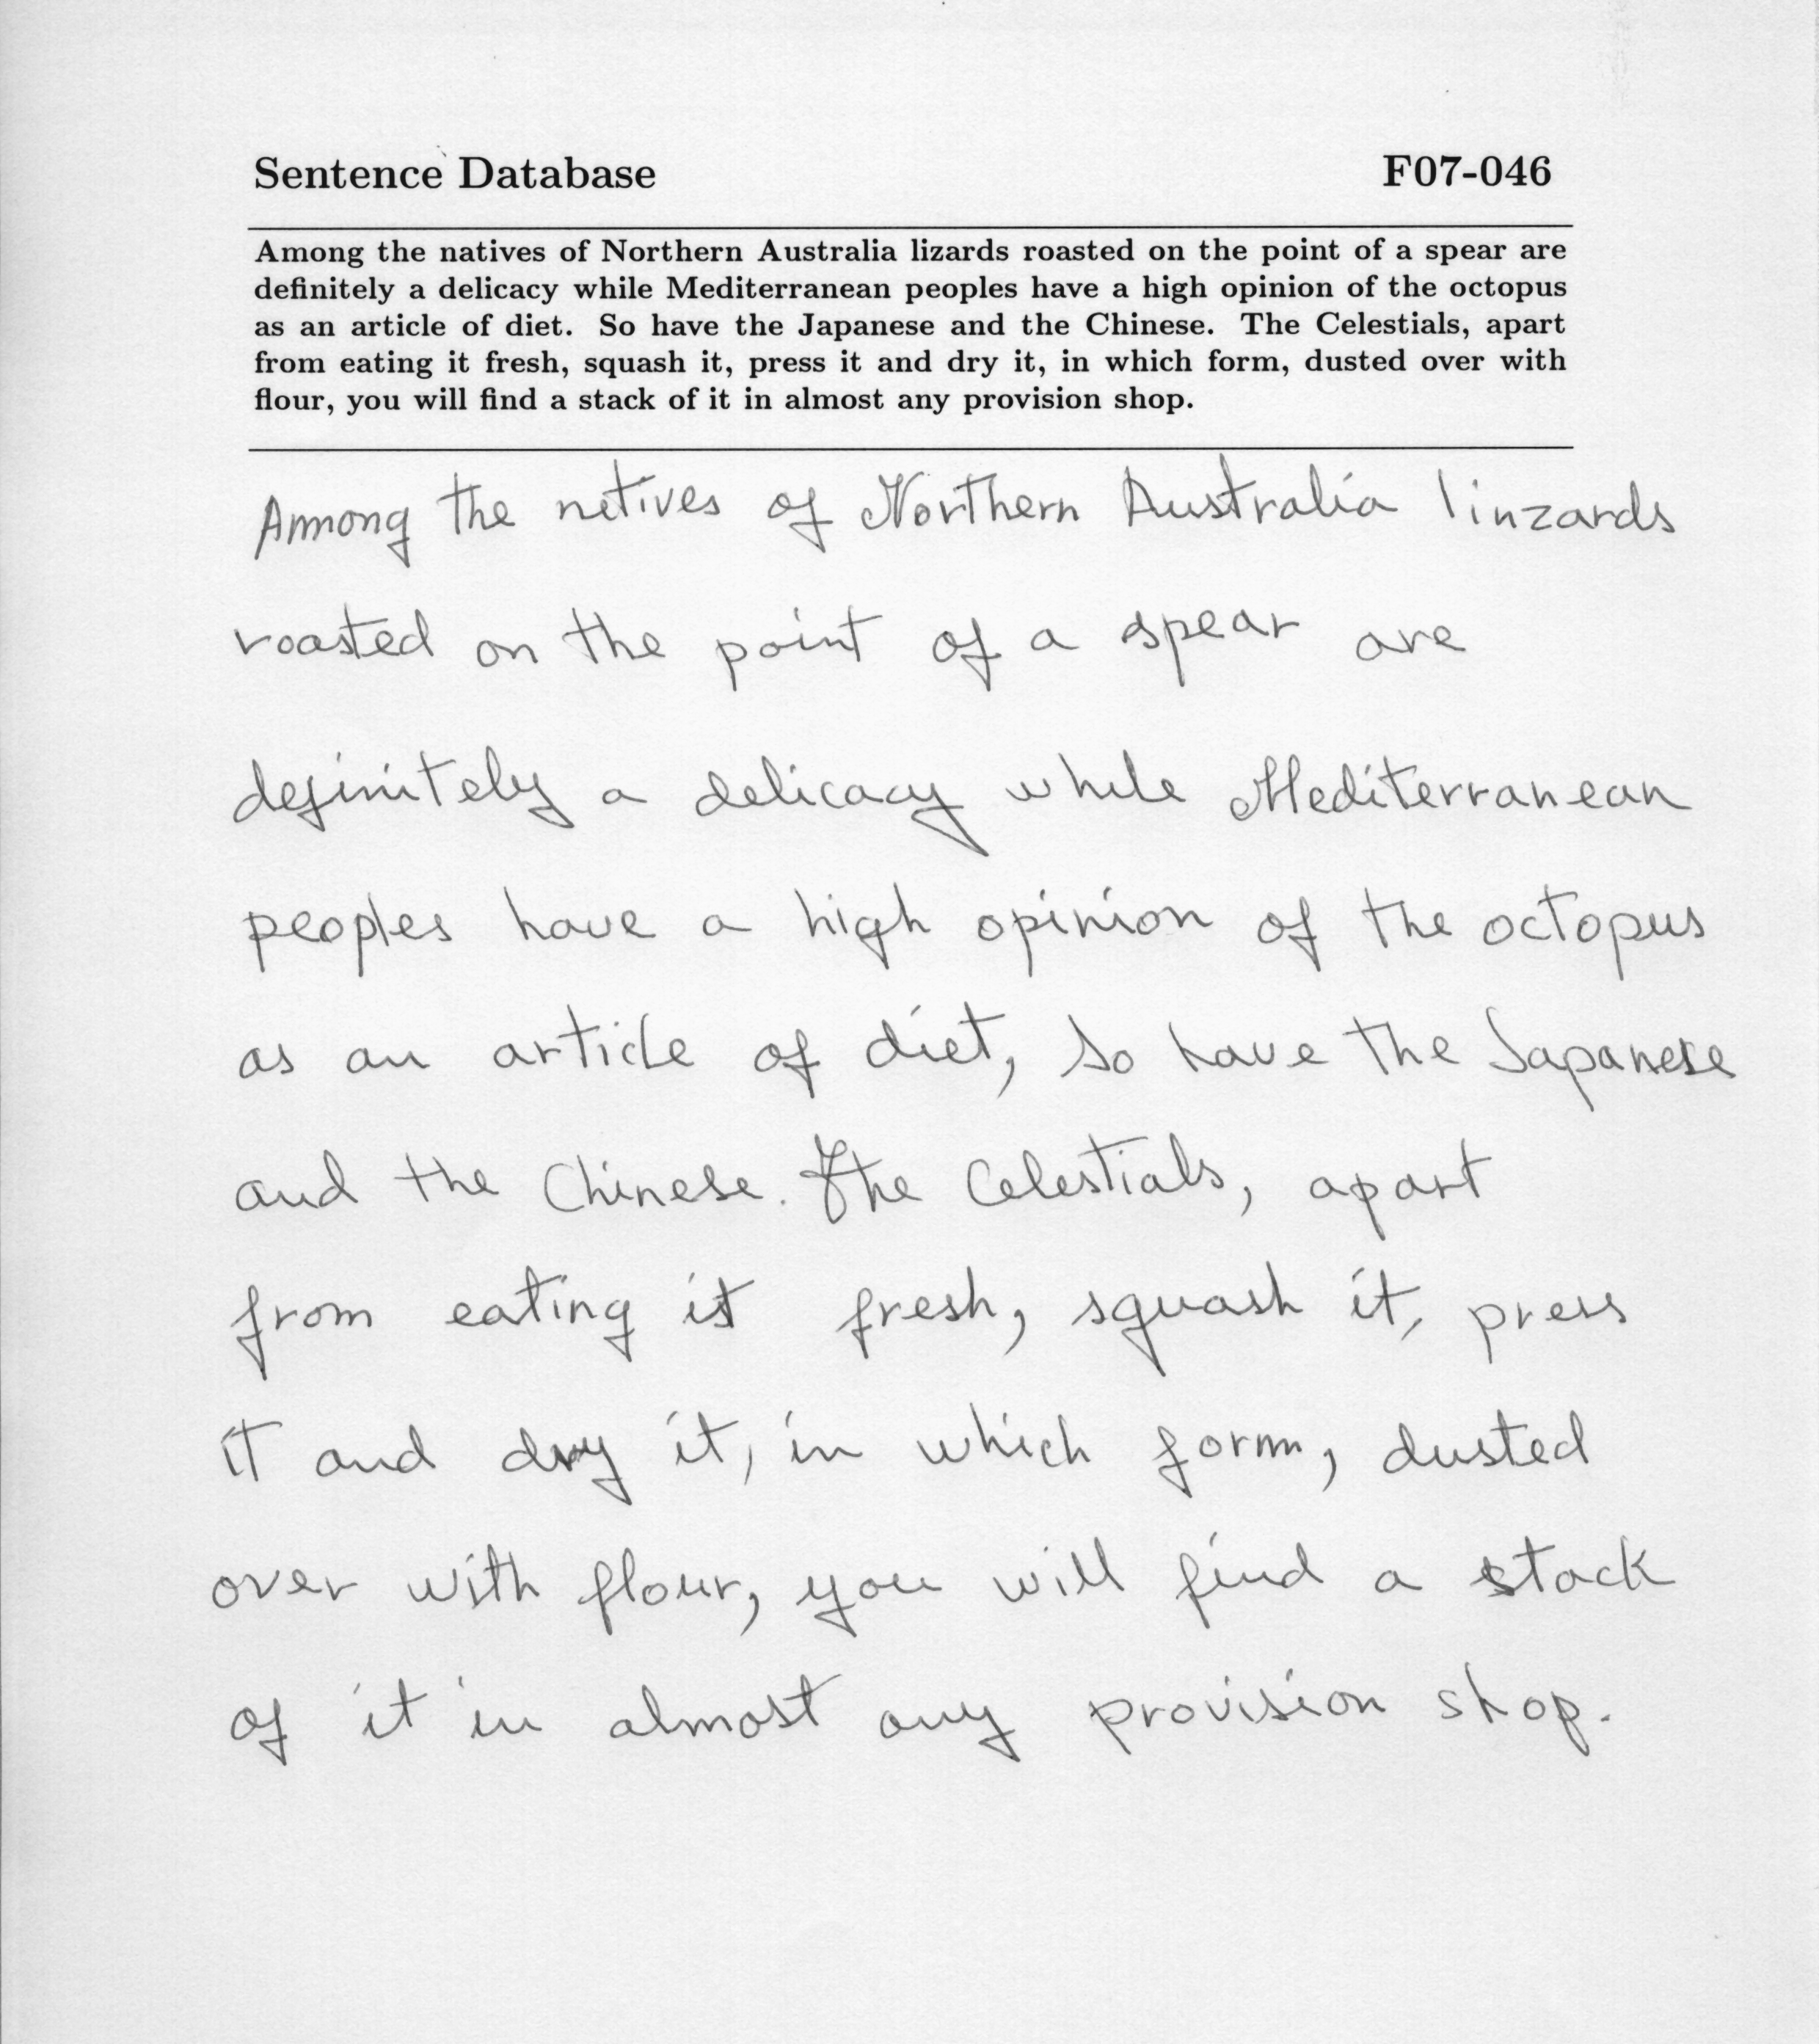 Sentence Database F07-046
Among the natives of Northern Australia lizards roasted on the point of a spear are
definitely a delicacy while Mediterranean peoples have a high opinion of the octopus
as an article of diet. So have the Japanese and the Chinese. The Celestials, apart
from eating it fresh, squash it, press it and dry it, in which form, dusted over with
flour, you will find a stack of it in almost any provision shop.
Among the netives of Northern Australia linzards
roasted on the point of a spear are
definitely a delicacy while Mediterranean
peoples have a high opinion of the octopus
as an article of diet, so have the Japanese
and the Chinese. The Celestials, apart
from eating it fresh, squash it, press
it and dry it, in which form, dusted
over with flour, you will find a stack
of it in almost any provision shop.